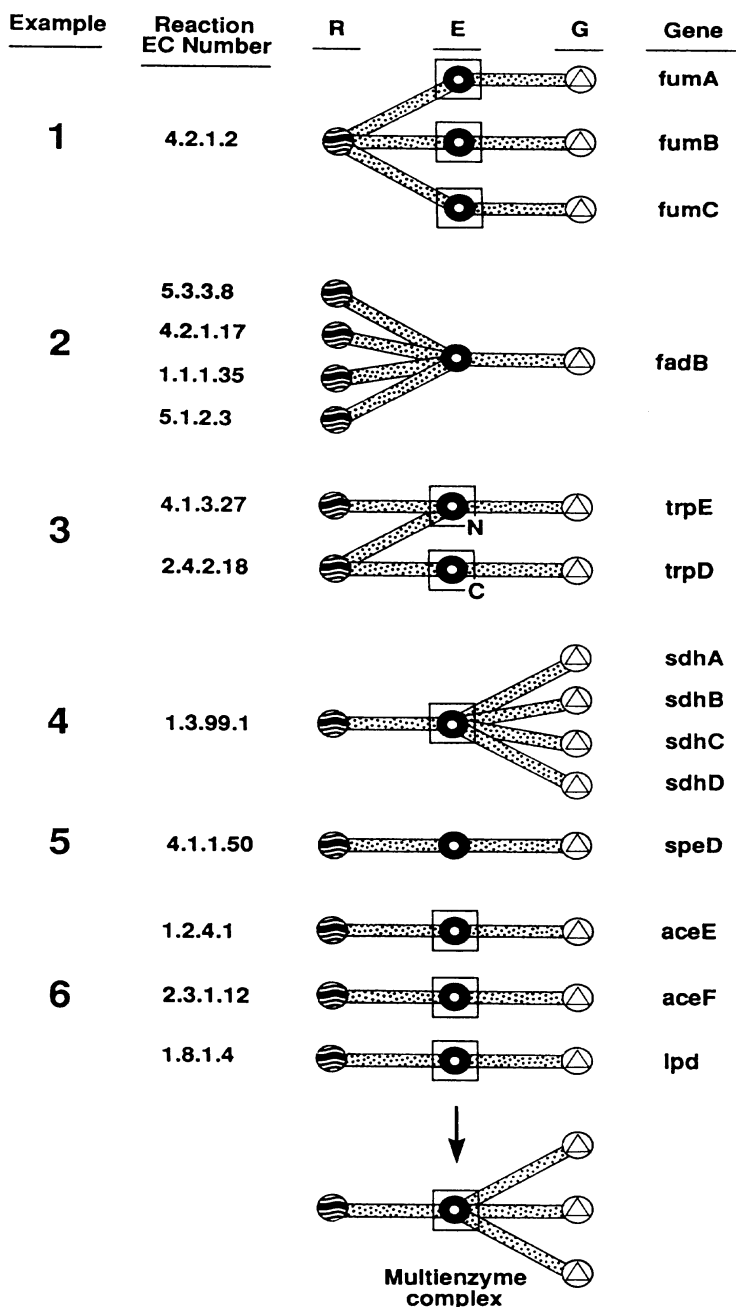 Example Reaction EC Number R E G Gene
1 4.2.1.2
fumA
fumB
fumC
2
5.3.3.8
4.2.1.17
1.1.1.35
5.1.2.3
fadB
3
4.1.3.27 N trpE
2.4.2.18 C trpD
4 1.3.99.1
sdhA
sdhB
sdhC
sdhD
5 4.1.1.50 speD
6
1.2.4.1 aceE
2.3.1.12 aceF
1.8.1.4 lpd
Multienzyme
complex